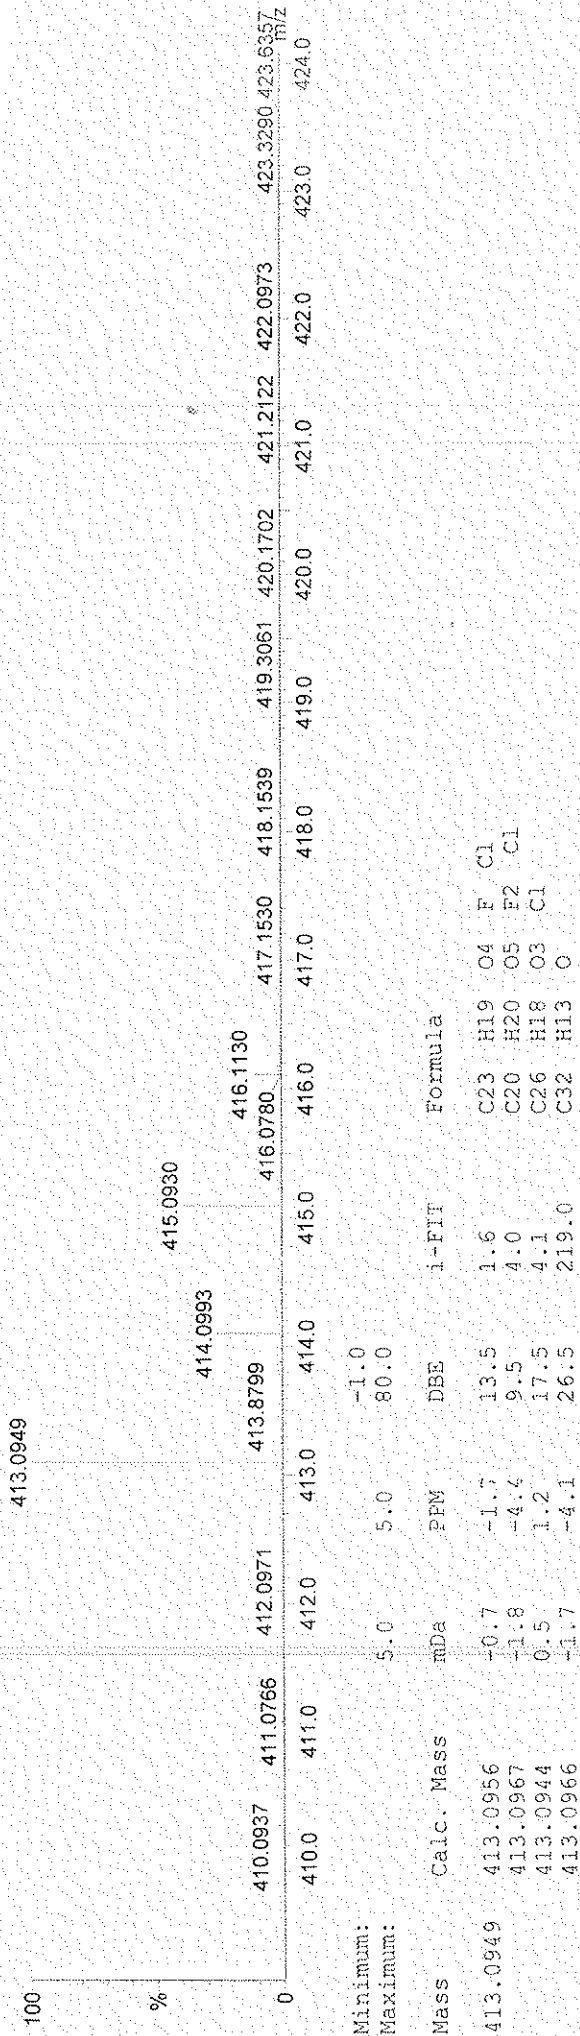 100
%
0
413.0949
415.0930
414.0993
416.1130
410.0937 411.0766 412.0971 413.8799 416.0780 417.1530 418.1539 419.3061 420.1702 421.2122 422.0973 423.3290 423.6357
m/z
410.0 411.0 412.0 413.0 414.0 415.0 416.0 417.0 418.0 419.0 420.0 421.0 422.0 423.0 424.0
Minimum: -1.0
Maximum: 5.0 5.0 80.0
Mass Calc. Mass mDa PPM DBE i-FIT Formula
413.0949 413.0956 -0.7 -1.7 13.5 1.6 C23 H19 O4 F Cl
413.0967 -1.8 -4.4 9.5 4.0 C20 H20 O5 F2 Cl
413.0944 0.5 1.2 17.5 4.1 C26 H18 O3 Cl
413.0966 -1.7 -4.1 26.5 219.0 C32 H13 O